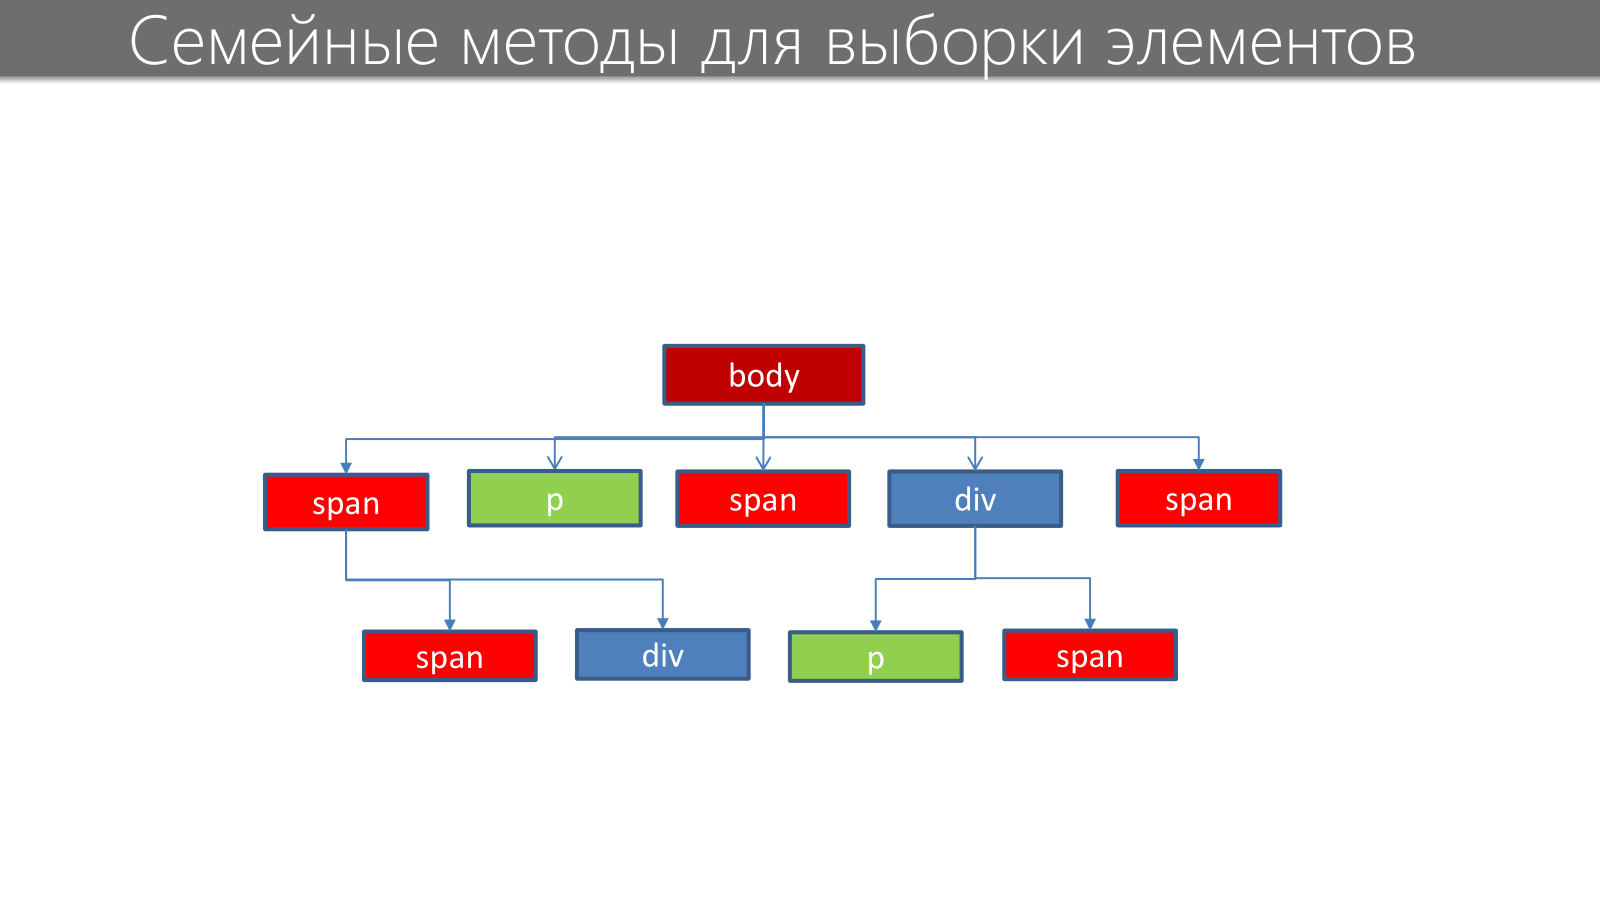 Семейные методы для выборки элементов
body
span
p
span
div
span
span
div
p
span